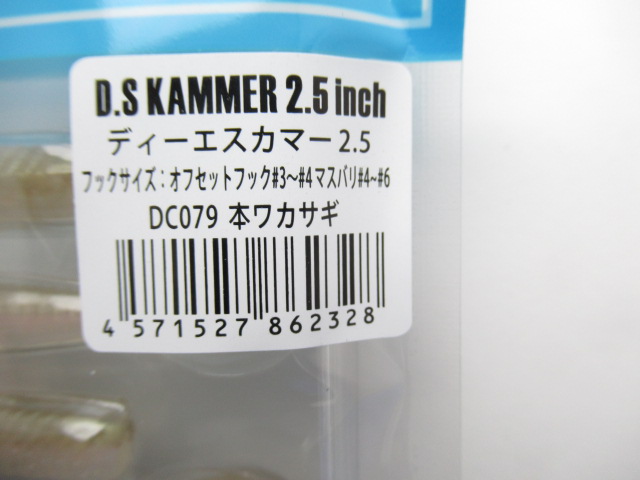 D.S KAMMER 2.5 inch
ディーエスカマー 2.5
フックサイズ：オフセットフック#3～#4 マスバリ#4~#6
DC079 本ワカサギ
4 571527 862328